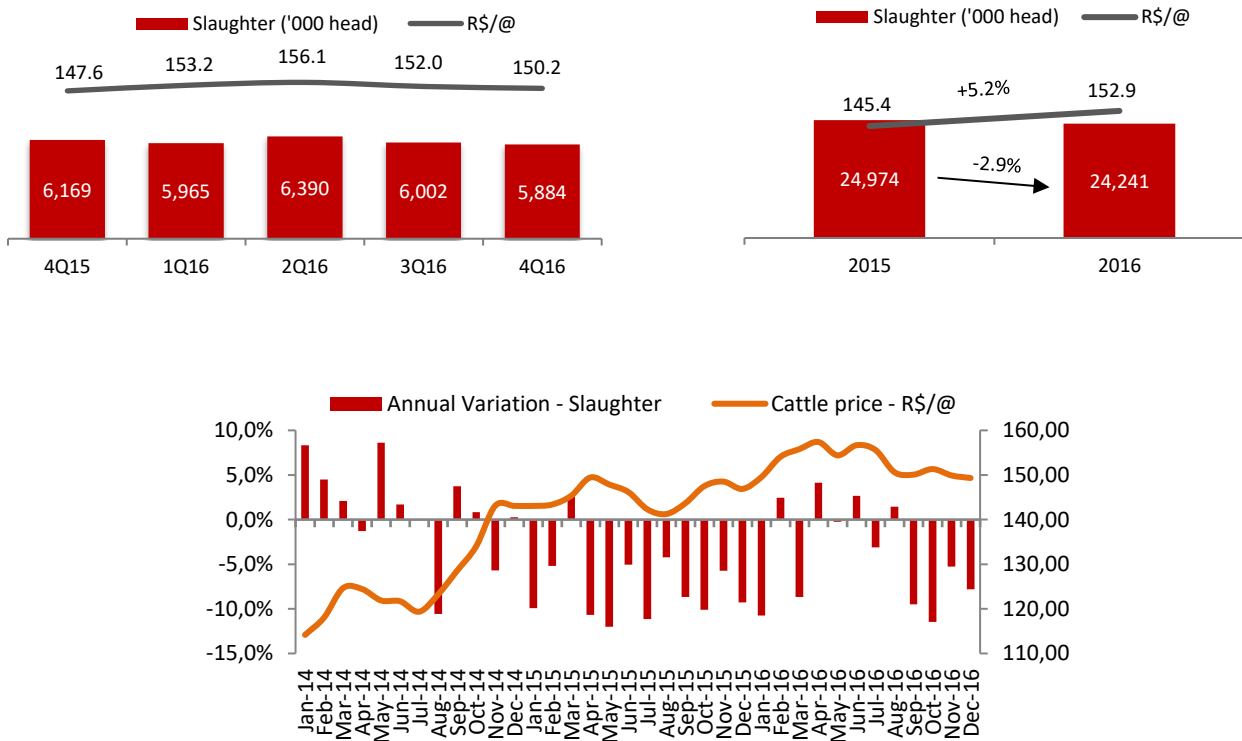 Slaughter ('000 head) R$/@
147.6 153.2 156.1 152.0 150.2
6,169 5,965 6,390 6,002 5,884
4Q15 1Q16 2Q16 3Q16 4Q16
Slaughter ('000 head) R$/@
145.4 +5.2% 152.9
24,974 -2.9% 24,241
2015 2016
Annual Variation - Slaughter Cattle price - R$/@
10,0% 160,00
5,0% 150,00
0,0% 140,00
-5,0% 130,00
-10,0% 120,00
-15,0% 110,00
Jan-14
Feb-14
Mar-14
Apr-14
May-14
Jun-14
Jul-14
Aug-14
Sep-14
Oct-14
Nov-14
Dec-14
Jan-15
Feb-15
Mar-15
Apr-15
May-15
Jun-15
Jul-15
Aug-15
Sep-15
Oct-15
Nov-15
Dec-15
Jan-16
Feb-16
Mar-16
Apr-16
May-16
Jun-16
Jul-16
Aug-16
Sep-16
Oct-16
Nov-16
Dec-16